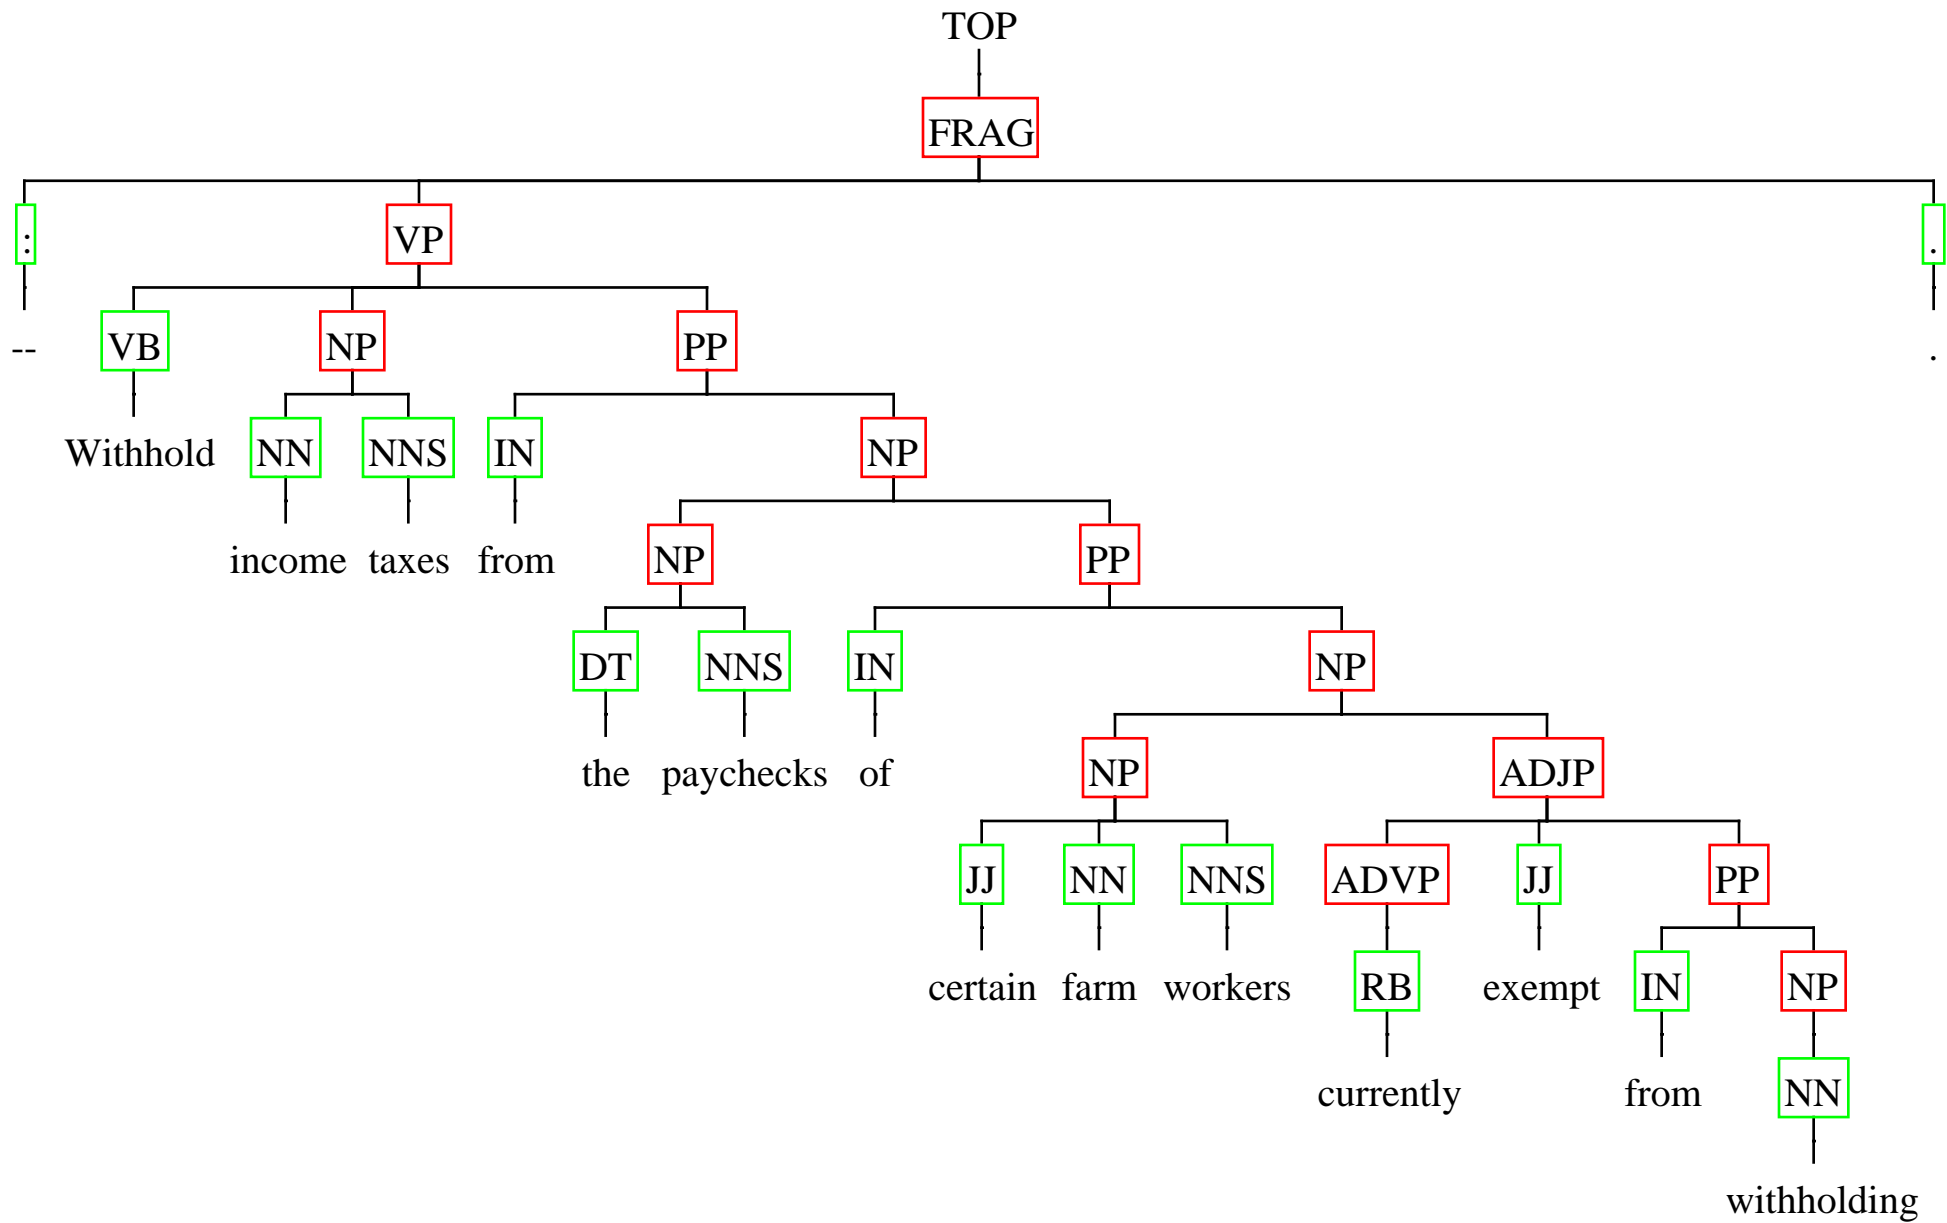 TOP
FRAG
: VP .
-- VB NP PP .
Withhold NN NNS IN NP
income taxes from NP PP
DT NNS IN NP
the paychecks of NP ADJP
JJ NN NNS ADVP JJ PP
certain farm workers RB exempt IN NP
currently from NN
withholding